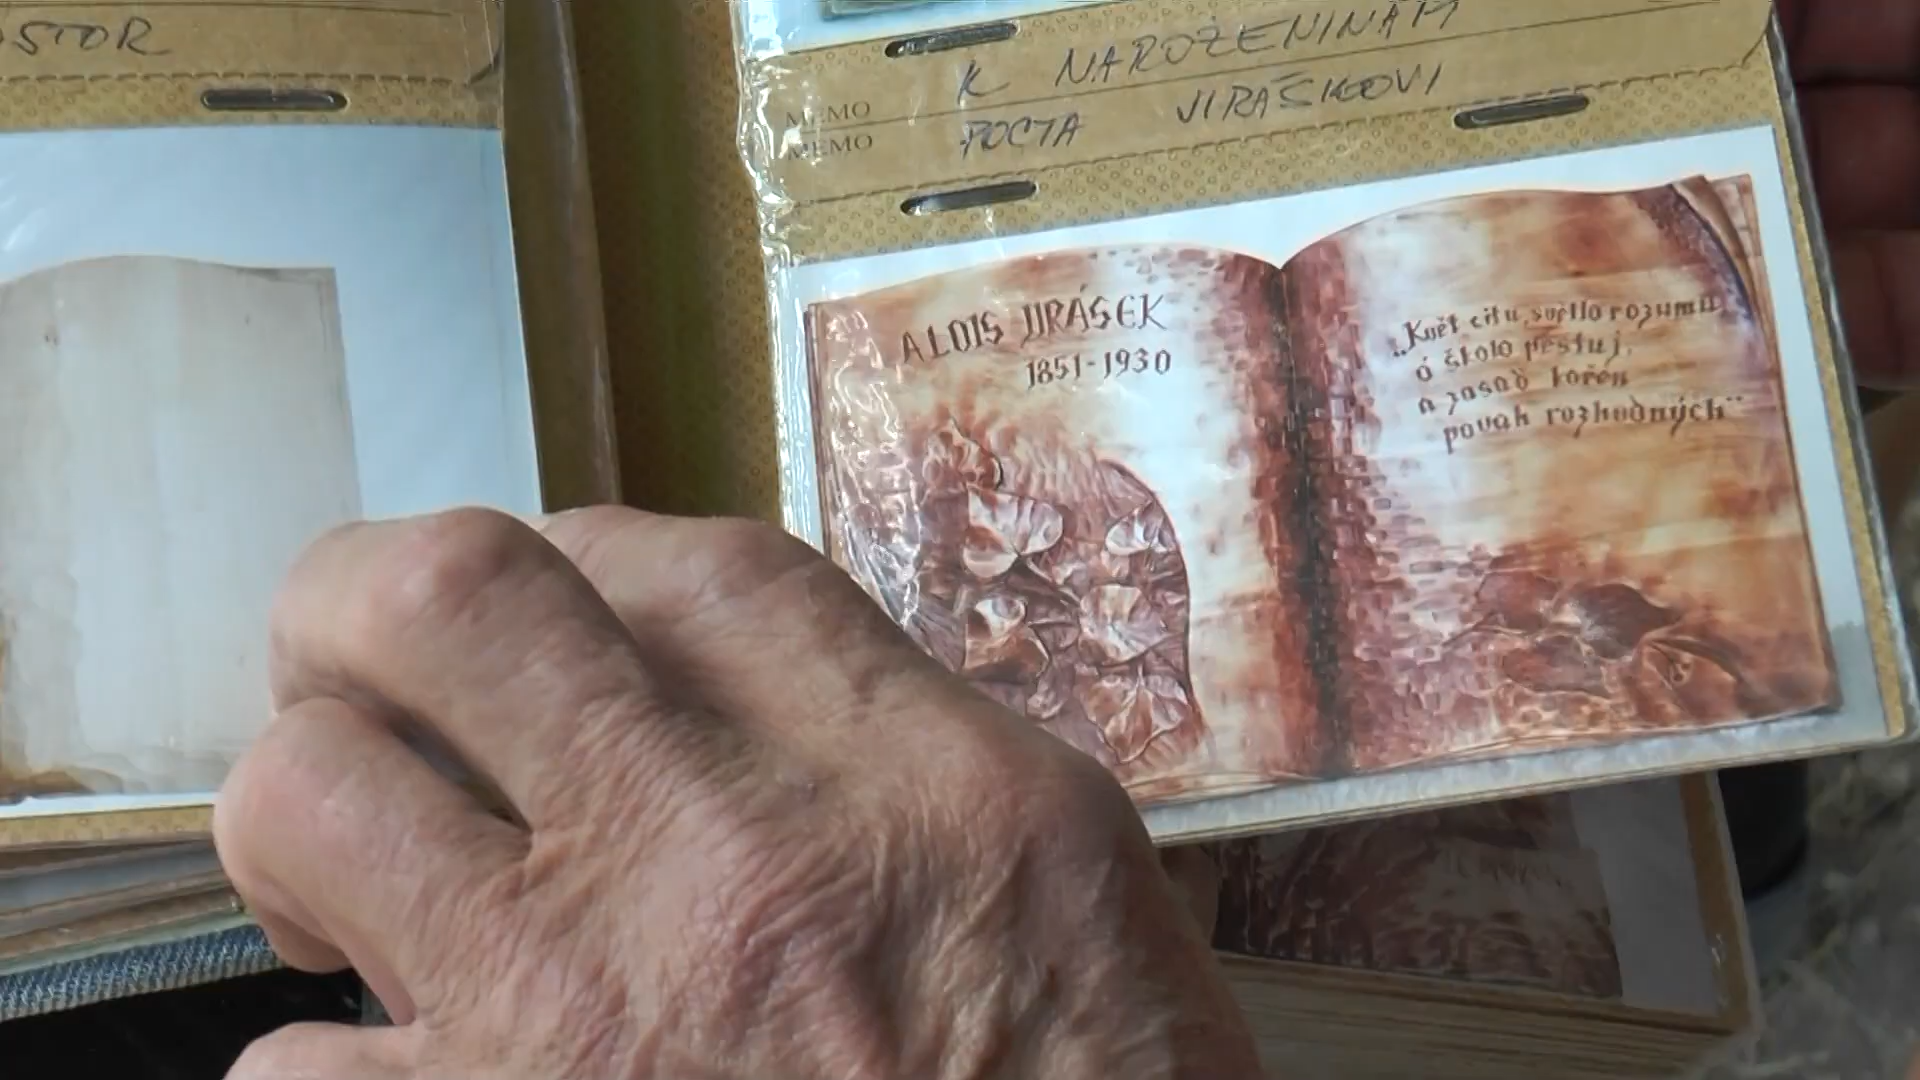 STOR
K NAROZENINÁM
MEMO
POCTA JIRÁSKOVI
MEMO
ALOIS JIRÁSEK
1851-1930
„Květ citu, světlo rozumu,
ó školo pěstuj,
a zásad kořen
povah rozhodných“